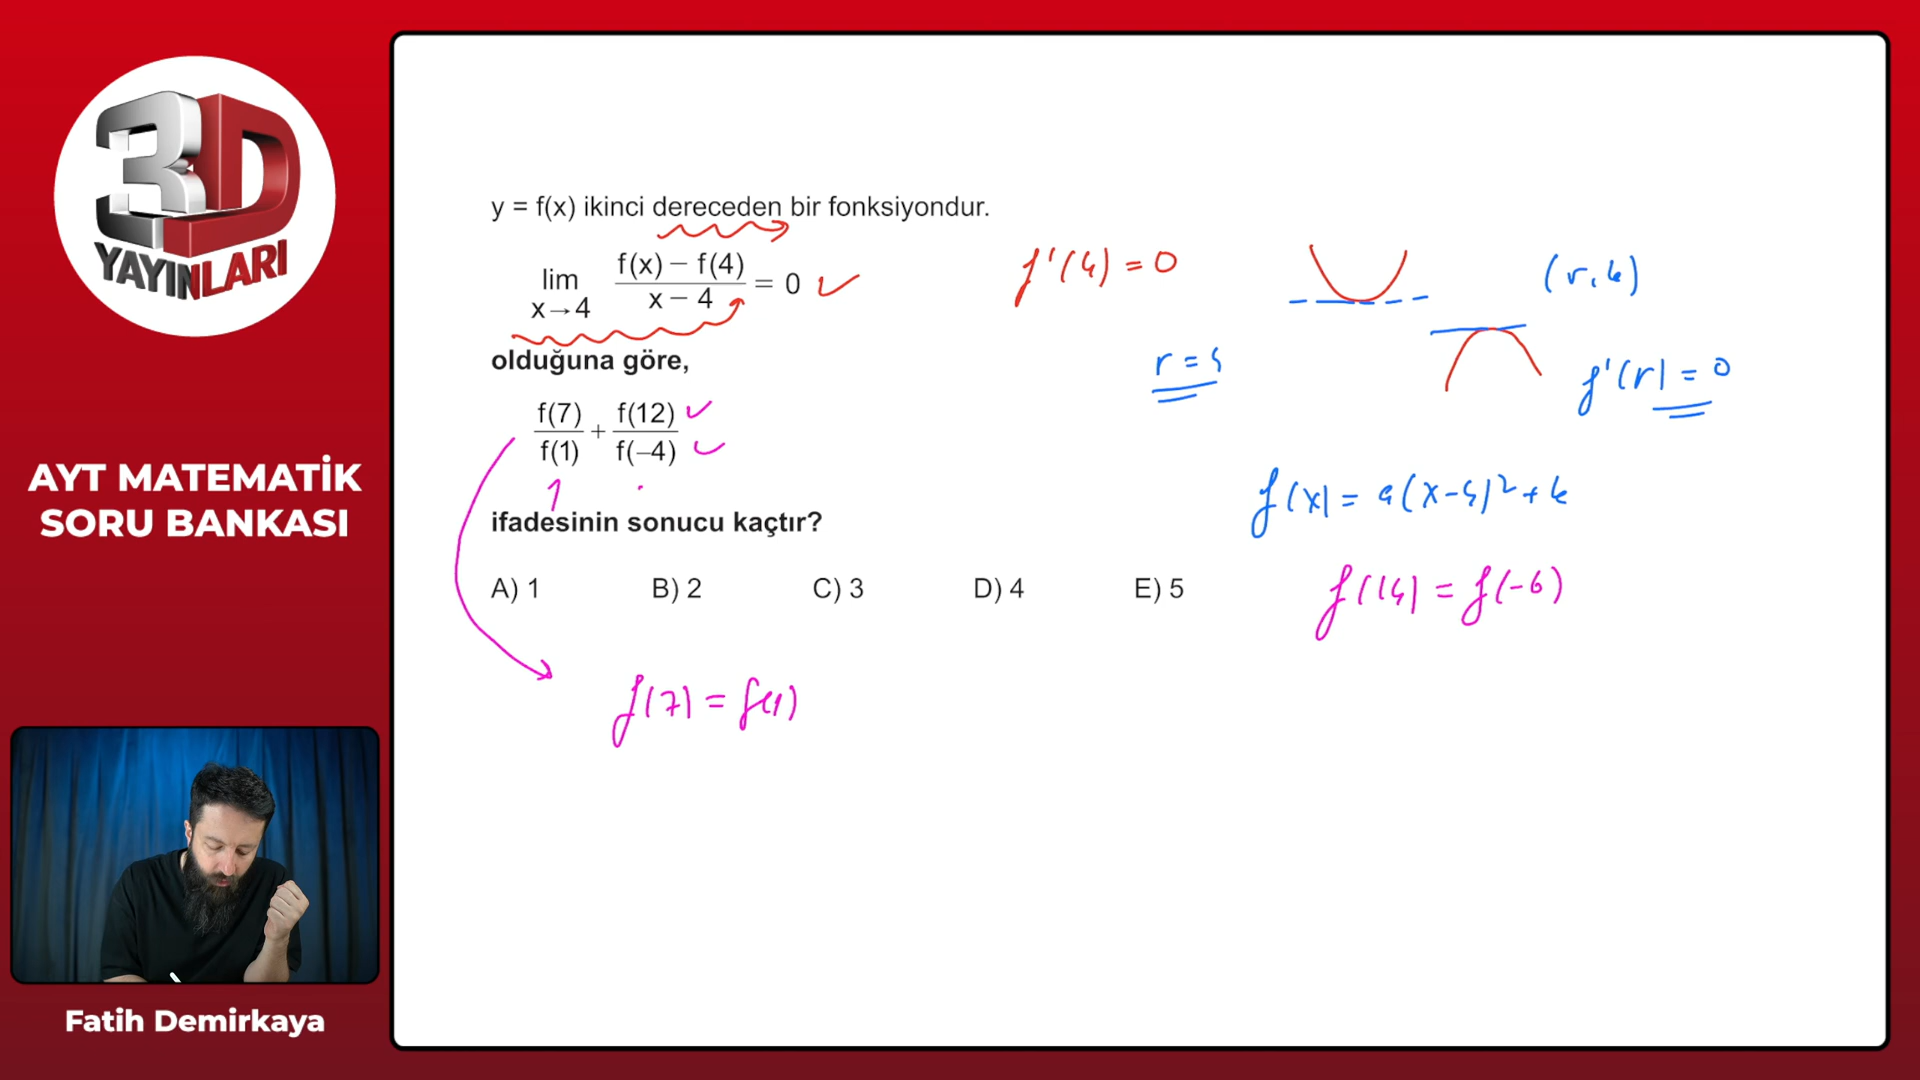 3D
YAYINLARI
AYT MATEMATİK
SORU BANKASI
Fatih Demirkaya
y = f(x) ikinci dereceden bir fonksiyondur.
lim x→4 (f(x) – f(4))/(x – 4) = 0
olduğuna göre,
f(7)/f(1) + f(12)/f(–4)
1
ifadesinin sonucu kaçtır?
A) 1 B) 2 C) 3 D) 4 E) 5
f(7) = f(1)
f'(4) = 0
(r,k)
r = 4
f'(r) = 0
f(x) = a(x-4)² + k
f(14) = f(-6)